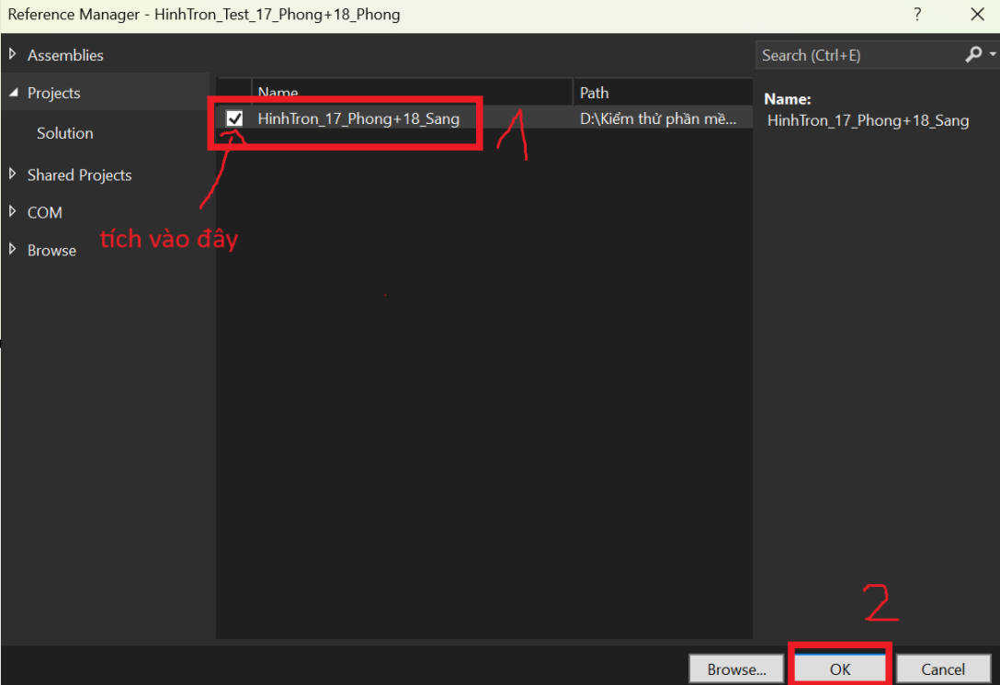 Reference Manager - HinhTron_Test_17_Phong+18_Phong ?
Assemblies
Search (Ctrl+E)
Projects
Name
Path
Name:
HinhTron_17_Phong+18_Sang
D:\Kiểm thử phần mề...
HinhTron_17_Phong+18_Sang
1
Solution
Shared Projects
COM
tích vào đây
Browse
2
Browse...
OK
Cancel